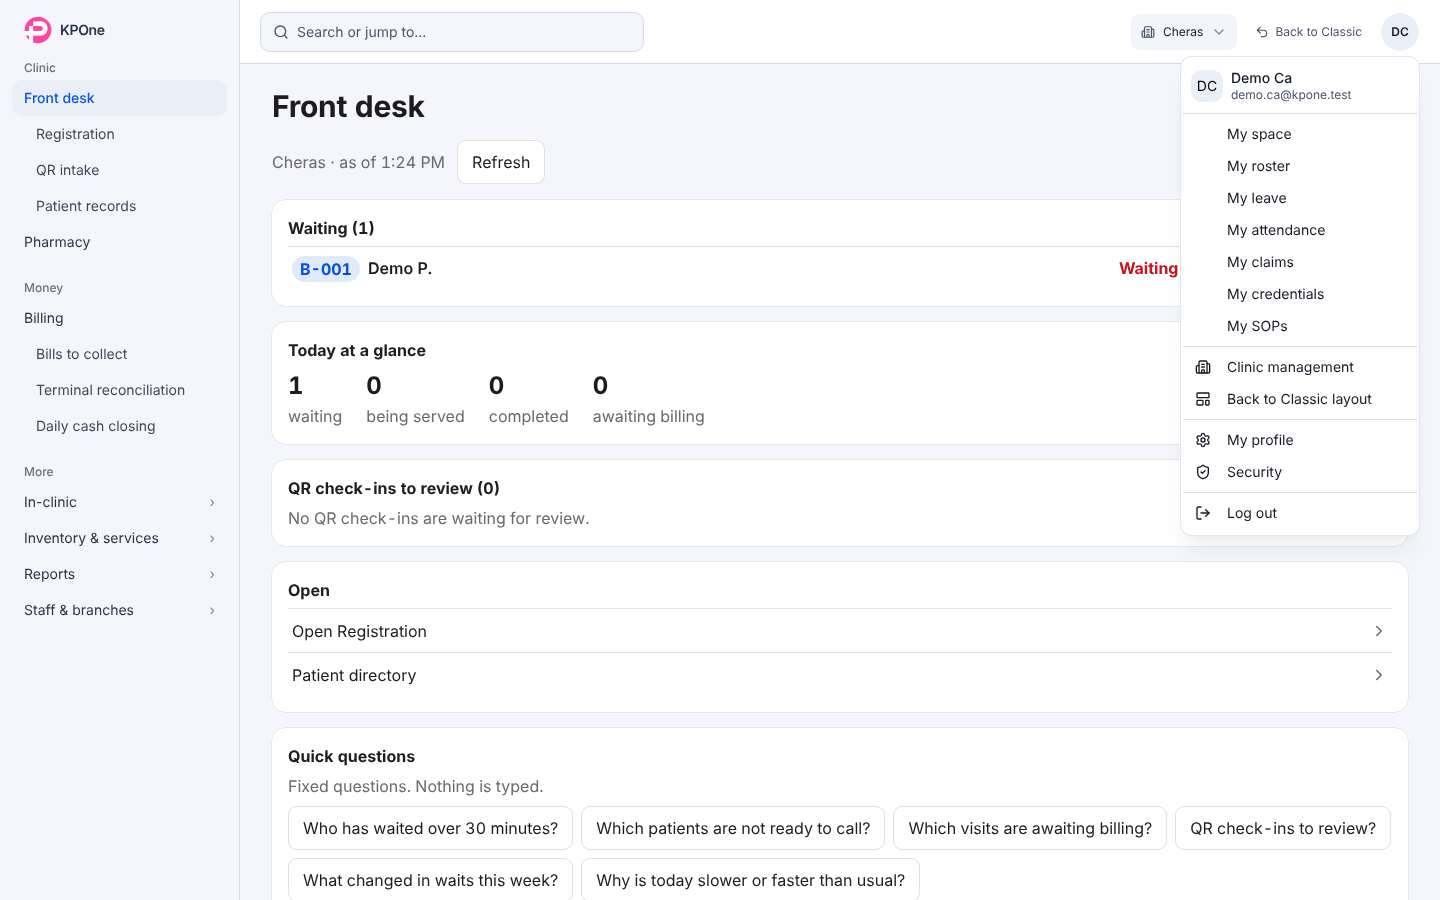 KPOne
Clinic
Front desk
Registration
QR intake
Patient records
Pharmacy
Money
Billing
Bills to collect
Terminal reconciliation
Daily cash closing
More
In-clinic
Inventory & services
Reports
Staff & branches
Search or jump to...
Cheras
Back to Classic
DC
Front desk
Cheras · as of 1:24 PM
Refresh
Waiting (1)
B-001 Demo P.
Waiting
Today at a glance
1 0 0 0
waiting being served completed awaiting billing
QR check-ins to review (0)
No QR check-ins are waiting for review.
Open
Open Registration
Patient directory
Quick questions
Fixed questions. Nothing is typed.
Who has waited over 30 minutes? Which patients are not ready to call? Which visits are awaiting billing? QR check-ins to review?
What changed in waits this week? Why is today slower or faster than usual?
DC
Demo Ca
demo.ca@kpone.test
My space
My roster
My leave
My attendance
My claims
My credentials
My SOPs
Clinic management
Back to Classic layout
My profile
Security
Log out